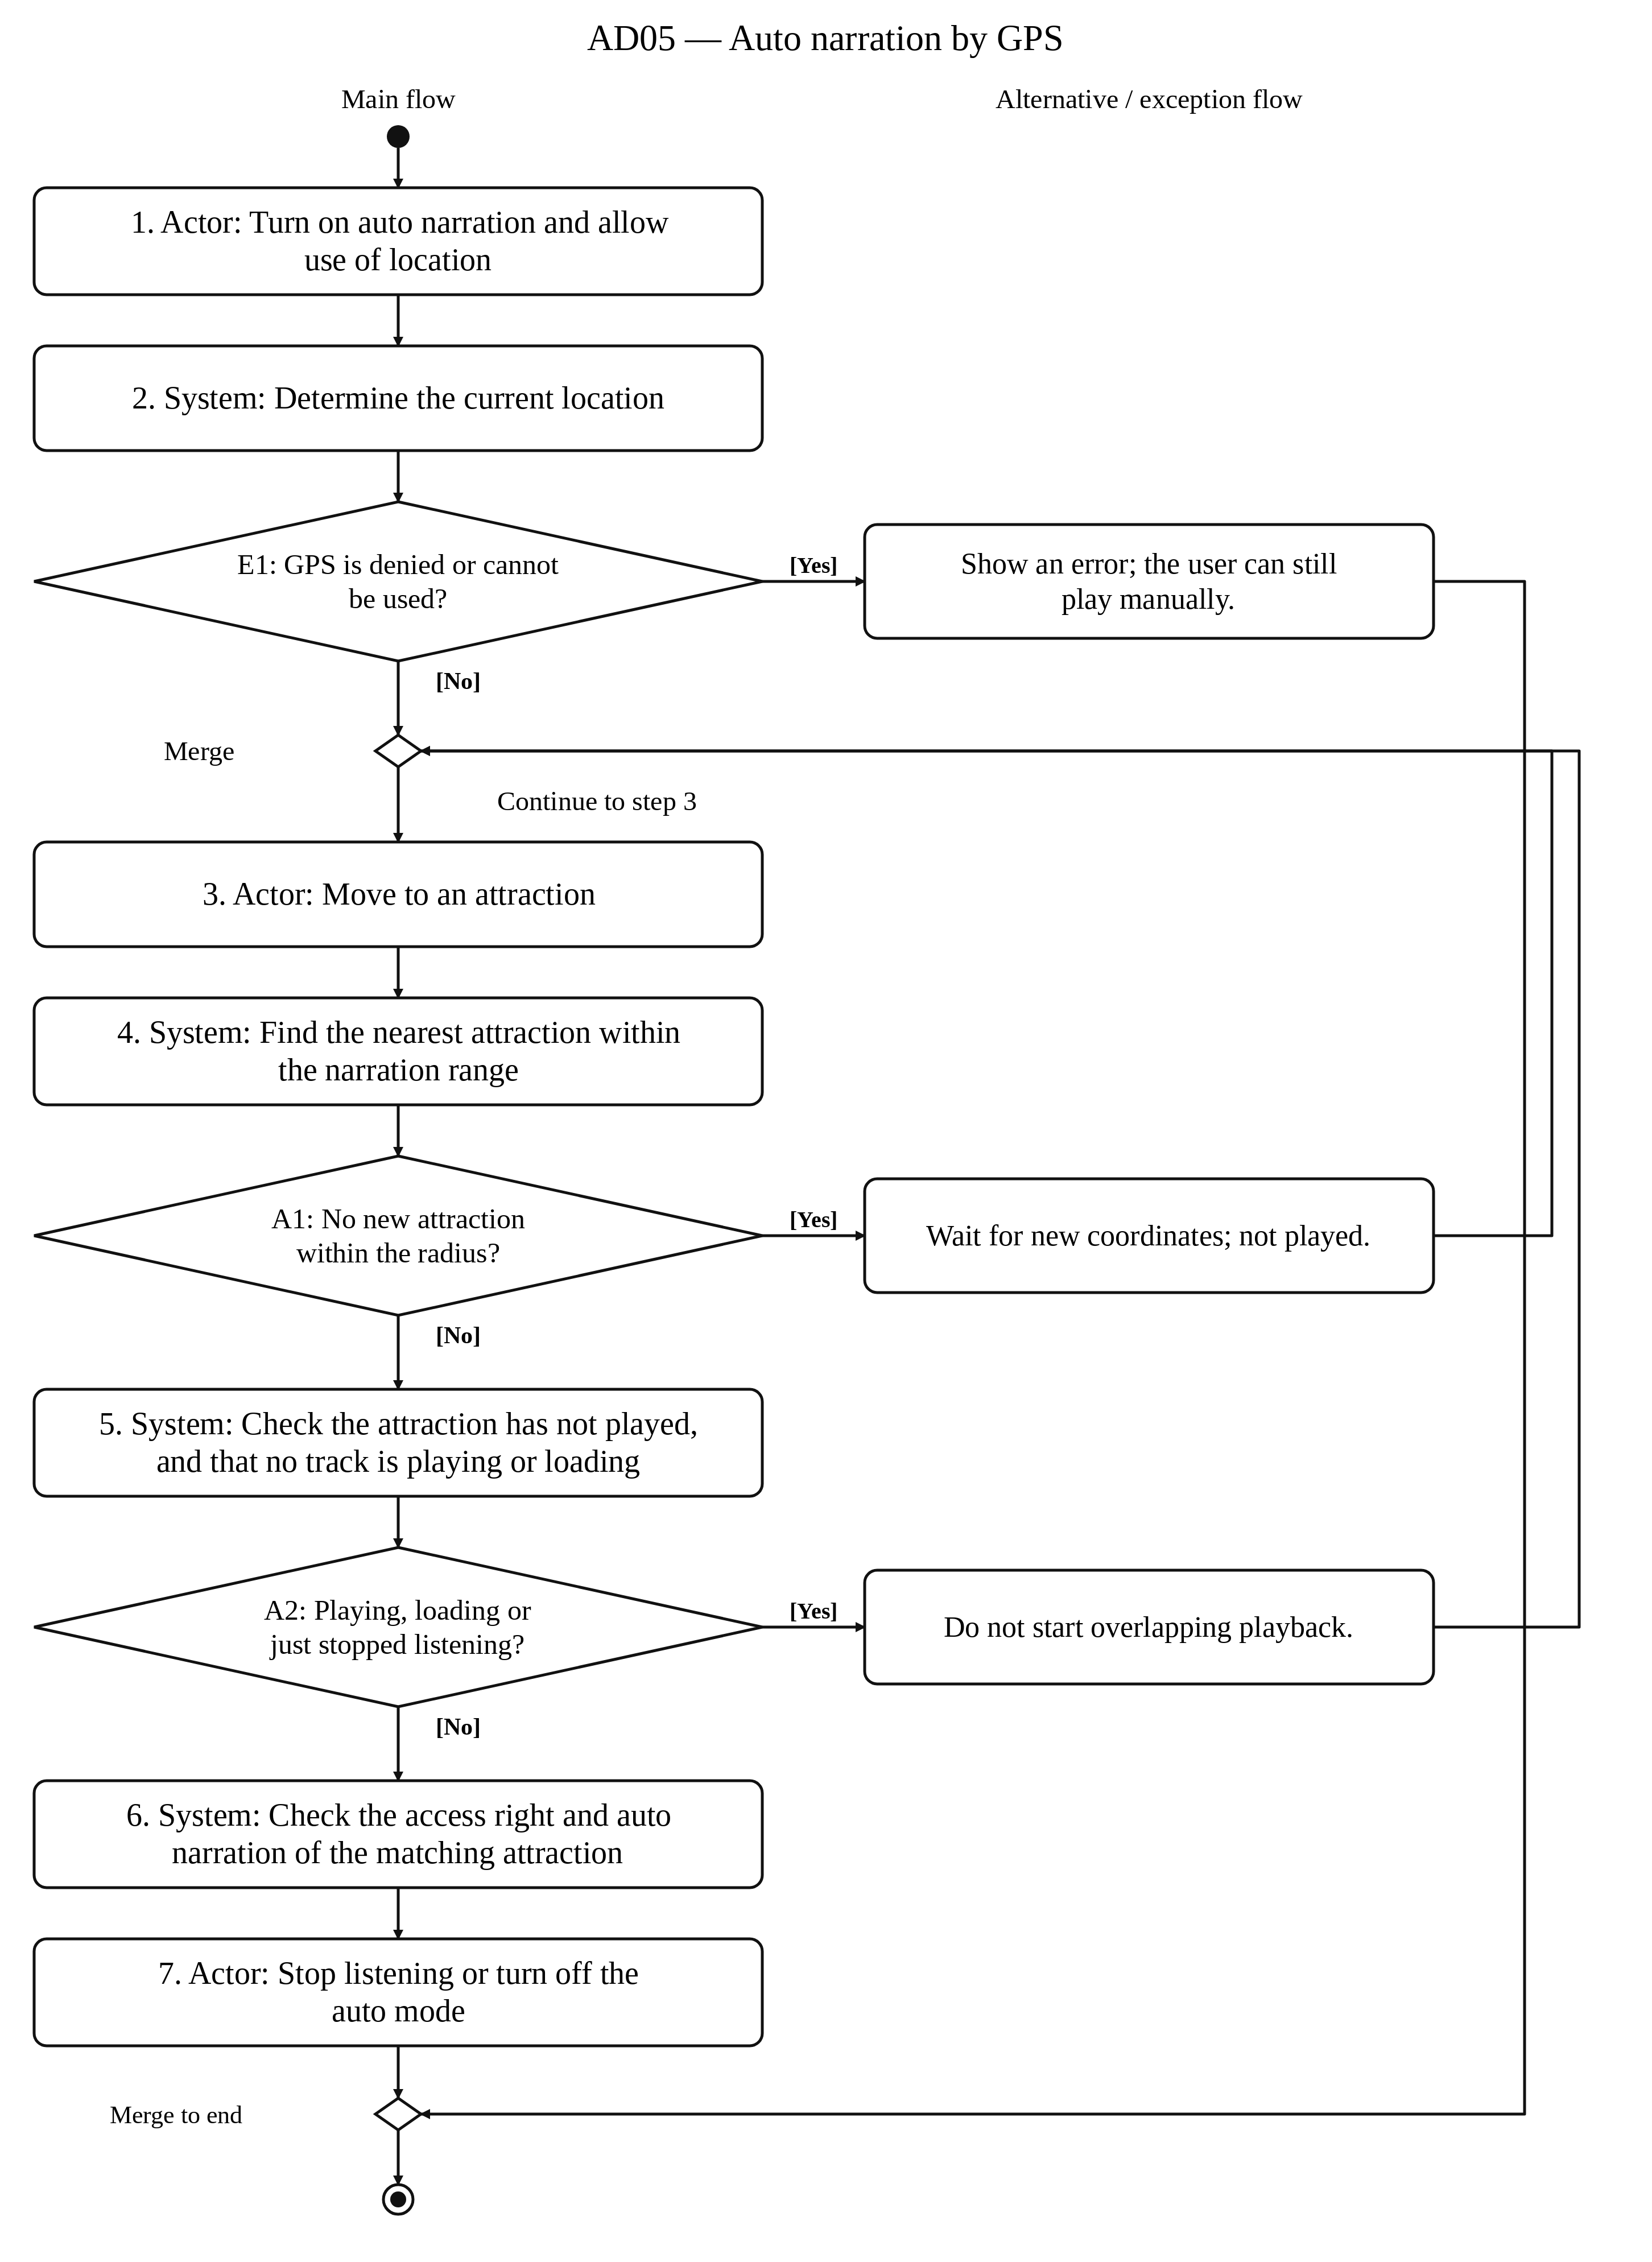 AD05 — Auto narration by GPS
Main flow
Alternative / exception flow
1. Actor: Turn on auto narration and allow
use of location
2. System: Determine the current location
E1: GPS is denied or cannot
be used?
[Yes]
Show an error; the user can still
play manually.
[No]
Merge
Continue to step 3
3. Actor: Move to an attraction
4. System: Find the nearest attraction within
the narration range
A1: No new attraction
within the radius?
[Yes]
Wait for new coordinates; not played.
[No]
5. System: Check the attraction has not played,
and that no track is playing or loading
A2: Playing, loading or
just stopped listening?
[Yes]
Do not start overlapping playback.
[No]
6. System: Check the access right and auto
narration of the matching attraction
7. Actor: Stop listening or turn off the
auto mode
Merge to end